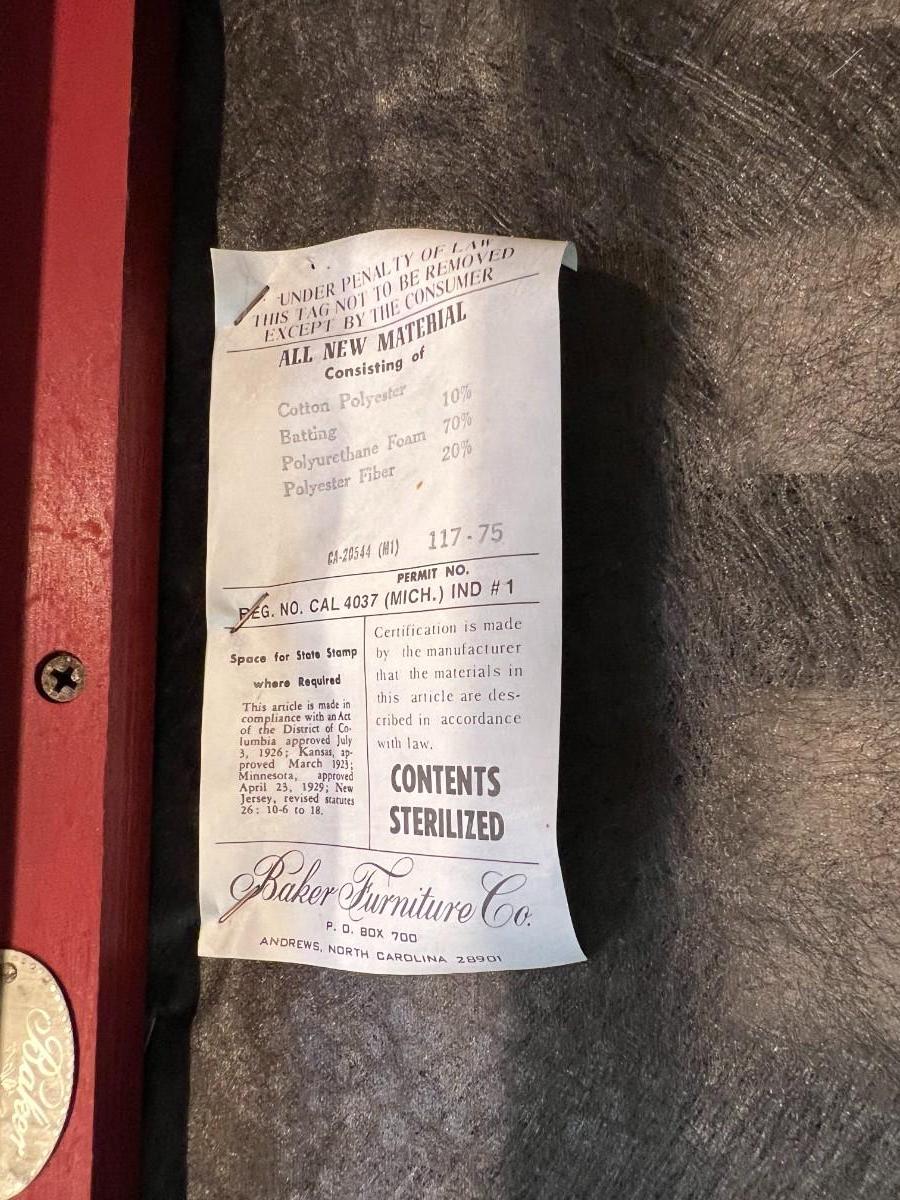 UNDER PENALTY OF LAW
THIS TAG NOT TO BE REMOVED
EXCEPT BY THE CONSUMER
ALL NEW MATERIAL
Consisting of
Cotton Polyester
Batting 10%
Polyurethane Foam 70%
Polyester Fiber 20%
CA-20544 (M1) 117-75
PERMIT NO.
REG. NO. CAL 4037 (MICH.) IND # 1
Space for State Stamp
where Required
This article is made in
compliance with an Act
of the District of Co-
lumbia approved July
3, 1926; Kansas, ap-
proved March 1923;
Minnesota, approved
April 23, 1929; New
Jersey, revised statutes
26: 10-6 to 18.
Certification is made
by the manufacturer
that the materials in
this article are des-
cribed in accordance
with law.
CONTENTS
STERILIZED
Baker Furniture Co.
P. O. BOX 700
ANDREWS, NORTH CAROLINA 28901
Baker